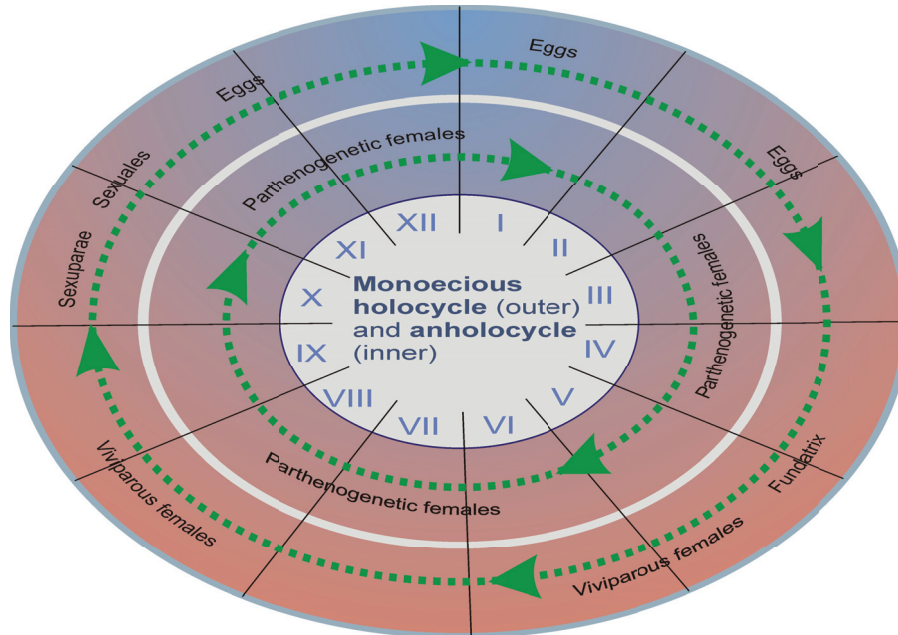 Eggs
Eggs
Eggs
Fundatrix
Viviparous females
Viviparous females
Sexuparae
Sexuales
Parthenogenetic females
Parthenogenetic females
Parthenogenetic females
XII
I
II
III
IV
V
VI
VII
VIII
IX
X
XI
Monoecious
holocycle (outer)
and anholocycle
(inner)